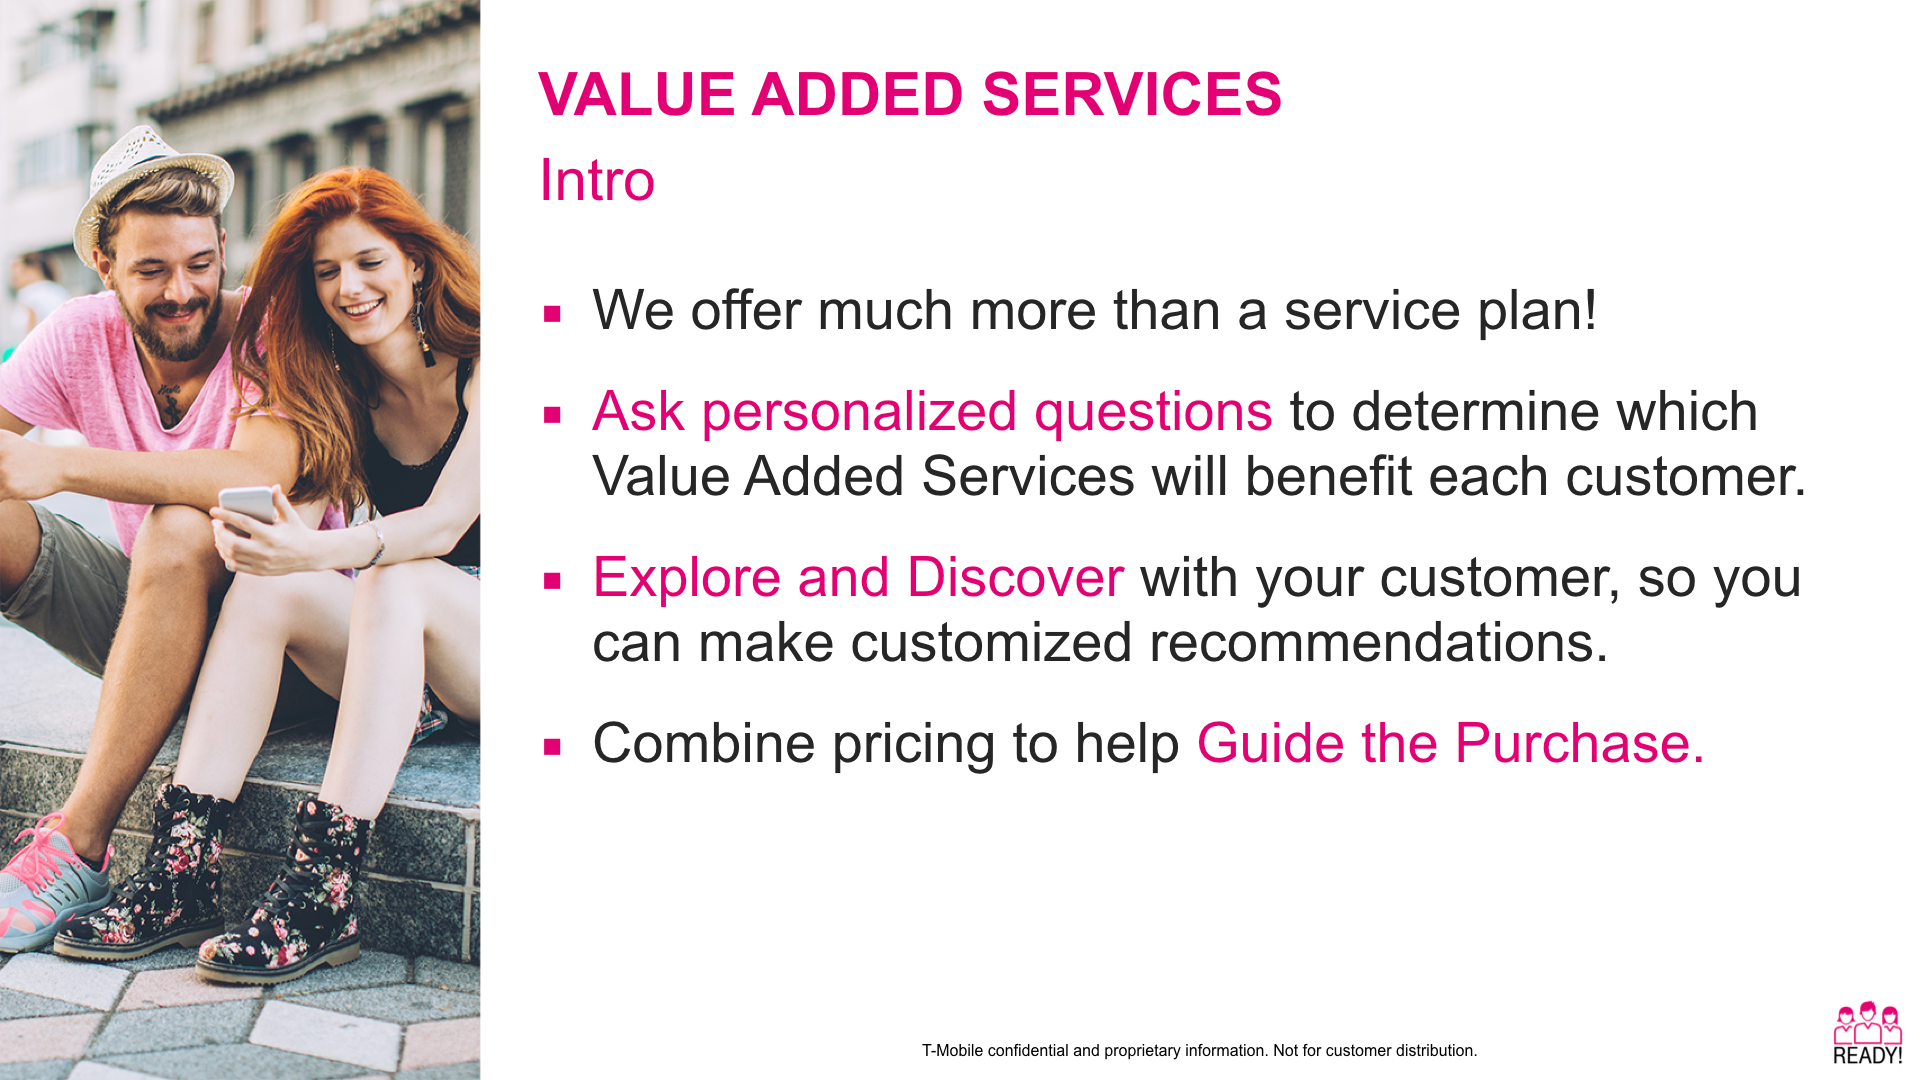 VALUE ADDED SERVICES
Intro
▪ We offer much more than a service plan!
▪ Ask personalized questions to determine which
Value Added Services will benefit each customer.
▪ Explore and Discover with your customer, so you
can make customized recommendations.
▪ Combine pricing to help Guide the Purchase.
T-Mobile confidential and proprietary information. Not for customer distribution.
READY!